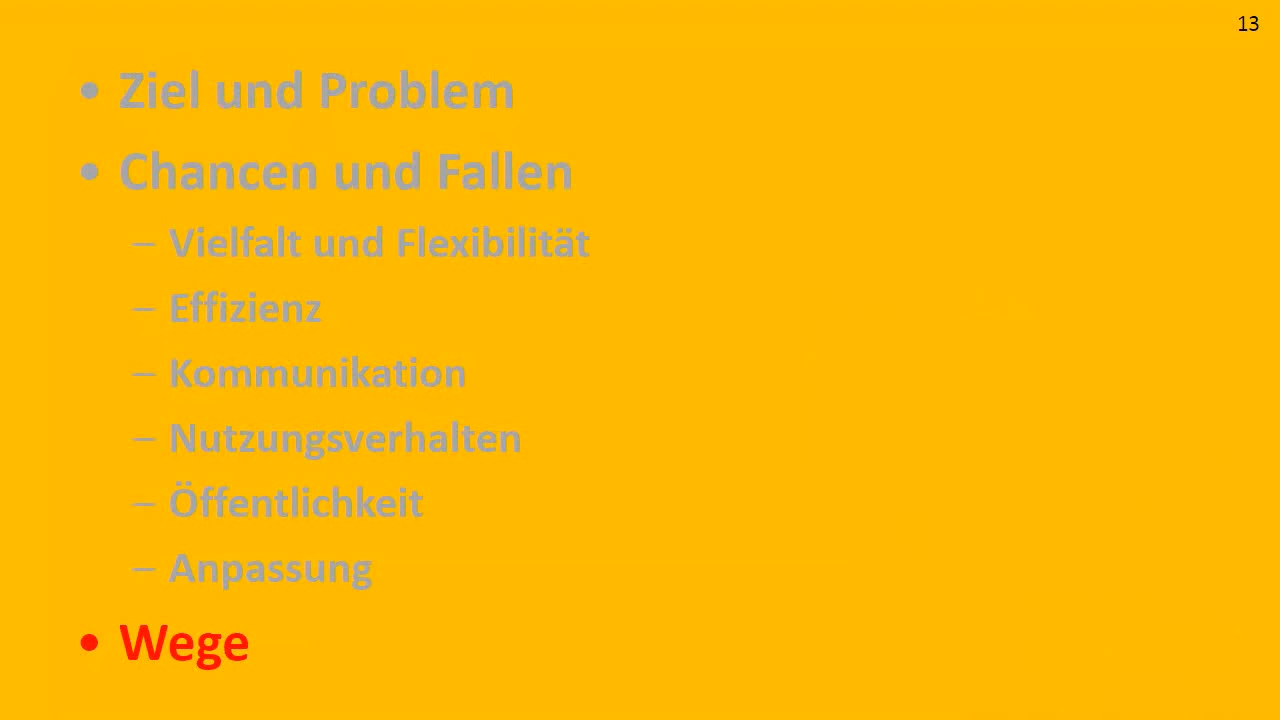 13
• Ziel und Problem
• Chancen und Fallen
– Vielfalt und Flexibilität
– Effizienz
– Kommunikation
– Nutzungsverhalten
– Öffentlichkeit
– Anpassung
• Wege